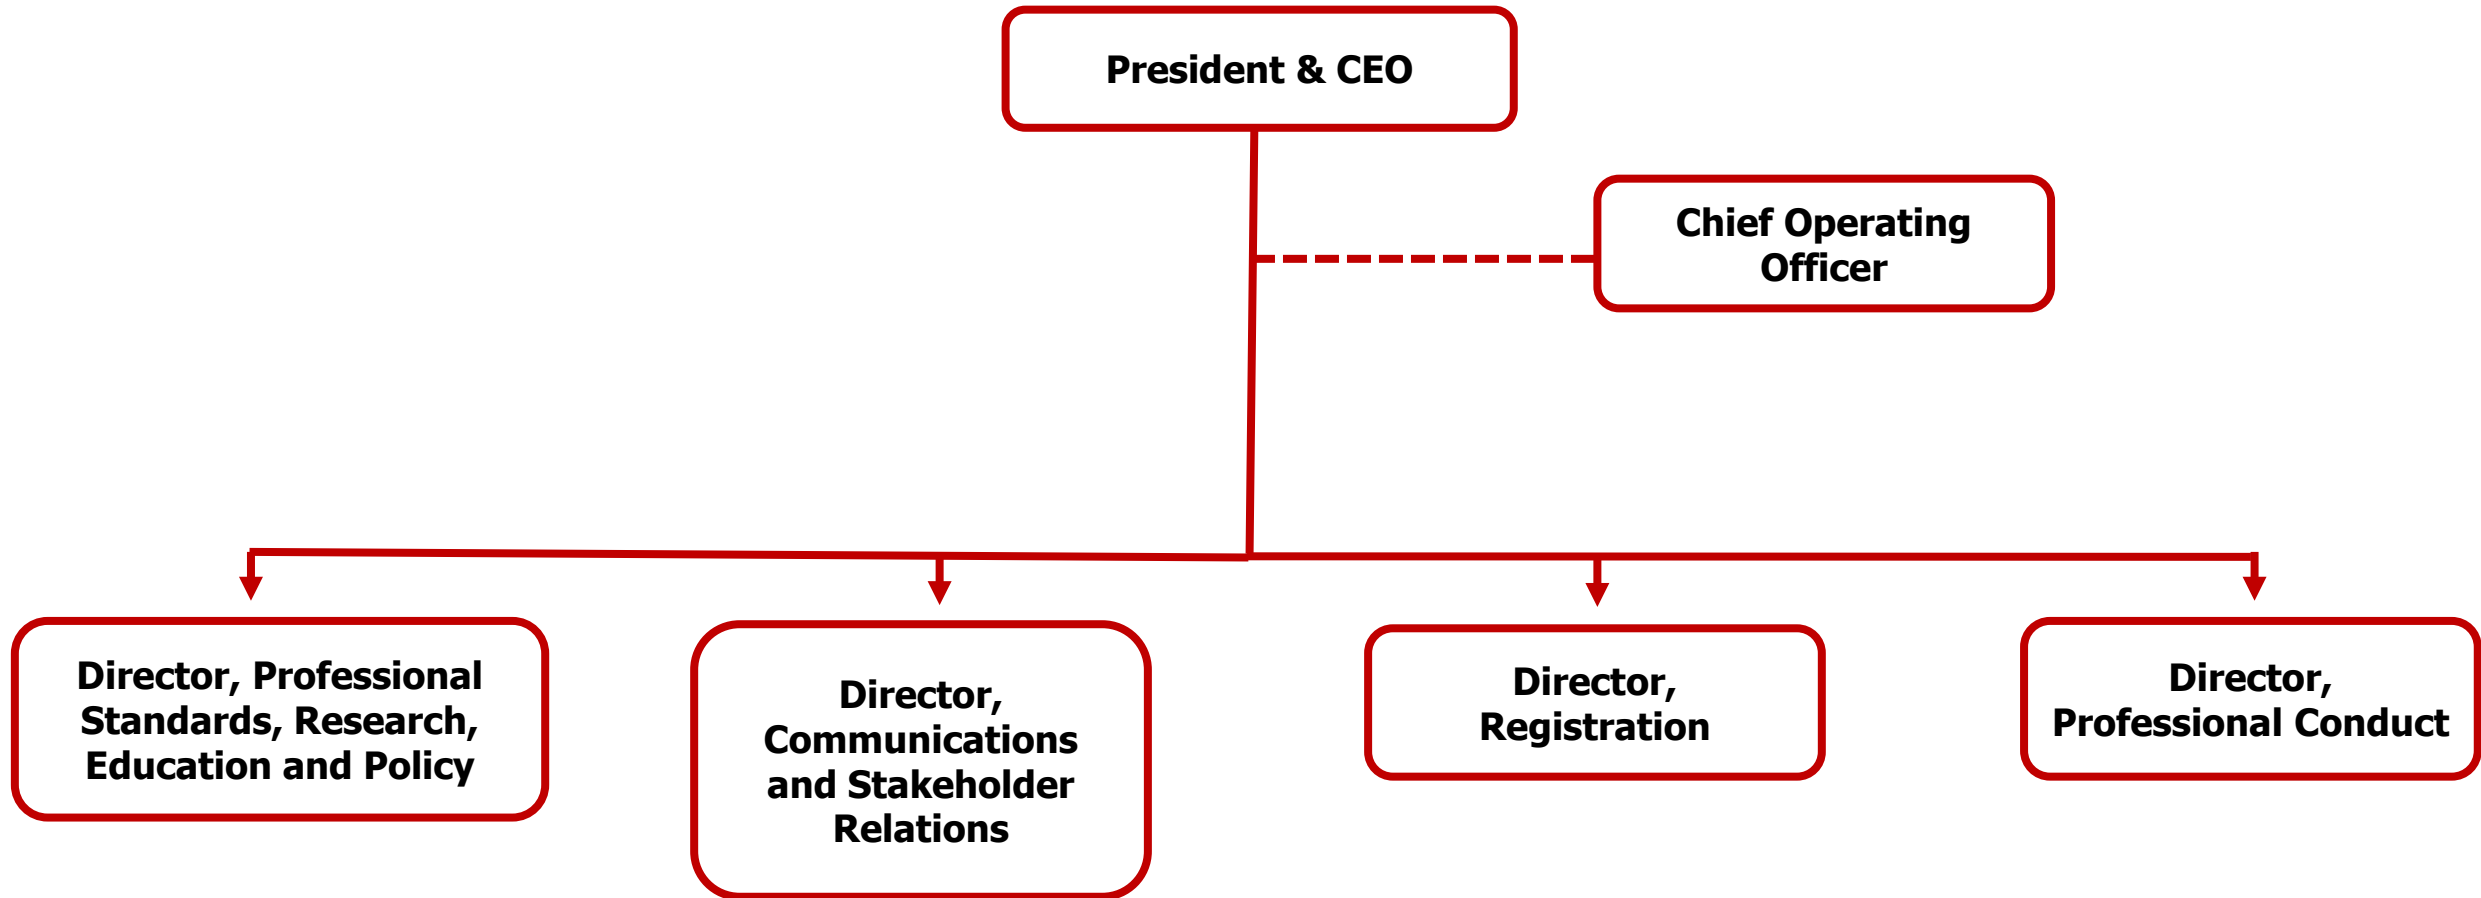 President & CEO
Chief Operating
Officer
Director, Professional
Standards, Research,
Education and Policy
Director,
Communications
and Stakeholder
Relations
Director,
Registration
Director,
Professional Conduct